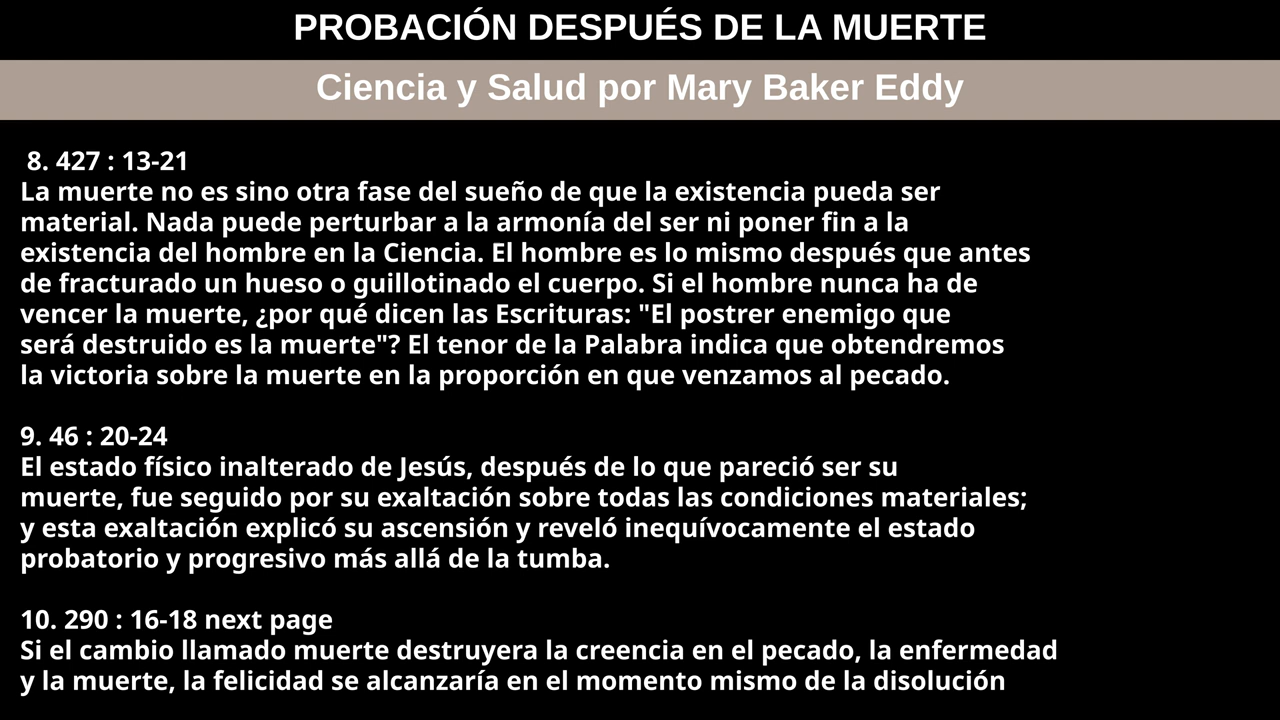 PROBACIÓN DESPUÉS DE LA MUERTE
Ciencia y Salud por Mary Baker Eddy
8. 427 : 13-21
La muerte no es sino otra fase del sueño de que la existencia pueda ser
material. Nada puede perturbar a la armonía del ser ni poner fin a la
existencia del hombre en la Ciencia. El hombre es lo mismo después que antes
de fracturado un hueso o guillotinado el cuerpo. Si el hombre nunca ha de
vencer la muerte, ¿por qué dicen las Escrituras: "El postrer enemigo que
será destruido es la muerte"? El tenor de la Palabra indica que obtendremos
la victoria sobre la muerte en la proporción en que venzamos al pecado.
9. 46 : 20-24
El estado físico inalterado de Jesús, después de lo que pareció ser su
muerte, fue seguido por su exaltación sobre todas las condiciones materiales;
y esta exaltación explicó su ascensión y reveló inequívocamente el estado
probatorio y progresivo más allá de la tumba.
10. 290 : 16-18 next page
Si el cambio llamado muerte destruyera la creencia en el pecado, la enfermedad
y la muerte, la felicidad se alcanzaría en el momento mismo de la disolución